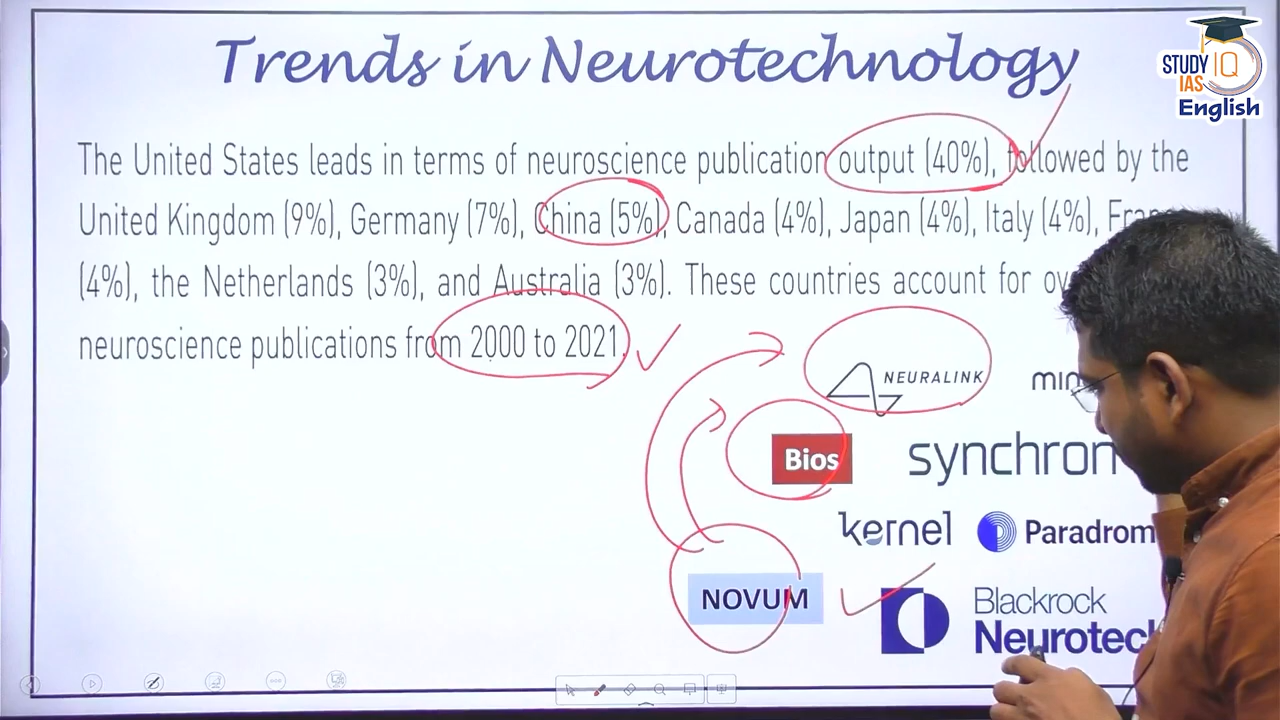 Trends in Neurotechnology
STUDY IQ
IAS
English
The United States leads in terms of neuroscience publication output (40%), followed by the
United Kingdom (9%), Germany (7%), China (5%), Canada (4%), Japan (4%), Italy (4%),
(4%), the Netherlands (3%), and Australia (3%). These countries account for
neuroscience publications from 2000 to 2021.
NEURALINK
Bios
synchron
kernel
Paradrom
NOVUM
Blackrock
Neurotec